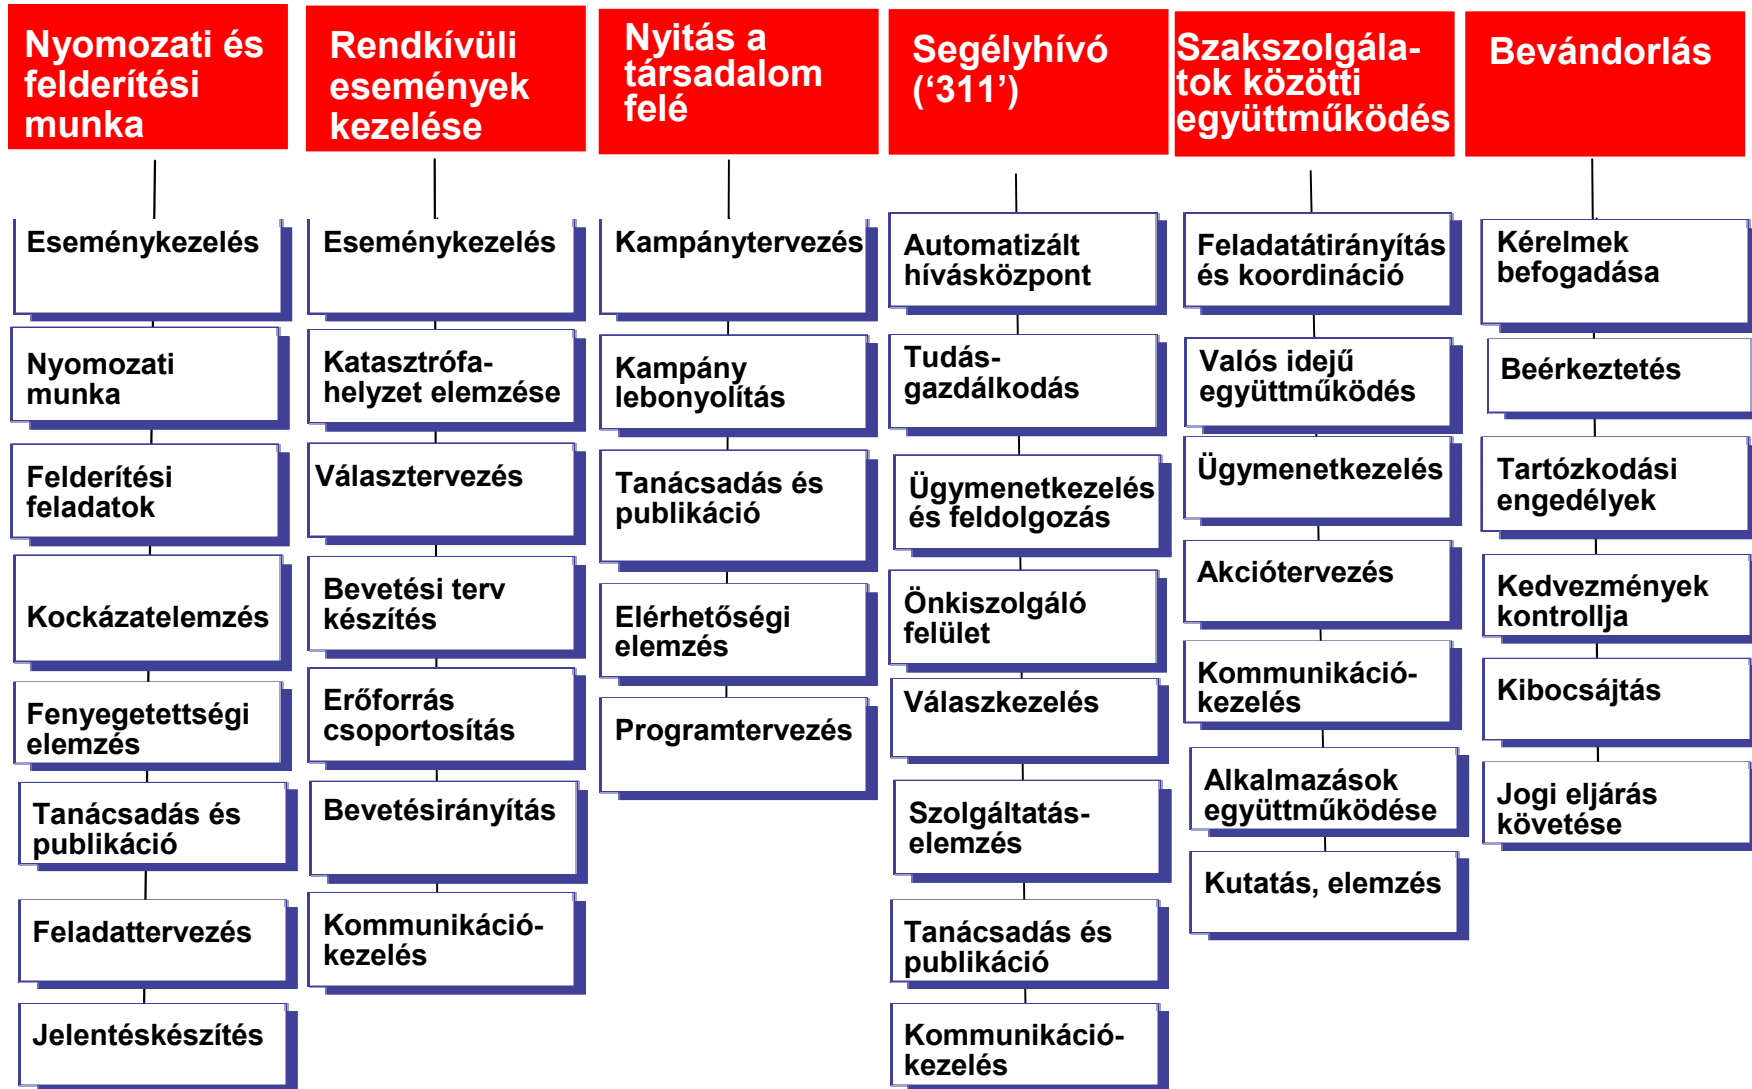 Nyomozati és
felderítési
munka
Eseménykezelés
Nyomozati
munka
Felderítési
feladatok
Kockázatelemzés
Fenyegetettségi
elemzés
Tanácsadás és
publikáció
Feladattervezés
Jelentéskészítés
Rendkívüli
események
kezelése
Eseménykezelés
Katasztrófa-
helyzet elemzése
Választervezés
Bevetési terv
készítés
Erőforrás
csoportosítás
Bevetésirányítás
Kommunikáció-
kezelés
Nyitás a
társadalom
felé
Kampánytervezés
Kampány
lebonyolítás
Tanácsadás és
publikáció
Elérhetőségi
elemzés
Programtervezés
Segélyhívó
(‘311’)
Automatizált
hívásközpont
Tudás-
gazdálkodás
Ügymenetkezelés
és feldolgozás
Önkiszolgáló
felület
Válaszkezelés
Szolgáltatás-
elemzés
Tanácsadás és
publikáció
Kommunikáció-
kezelés
Szakszolgála-
tok közötti
együttműködés
Feladatátirányítás
és koordináció
Valós idejű
együttműködés
Ügymenetkezelés
Akciótervezés
Kommunikáció-
kezelés
Alkalmazások
együttműködése
Kutatás, elemzés
Bevándorlás
Kérelmek
befogadása
Beérkeztetés
Tartózkodási
engedélyek
Kedvezmények
kontrollja
Kibocsájtás
Jogi eljárás
követése